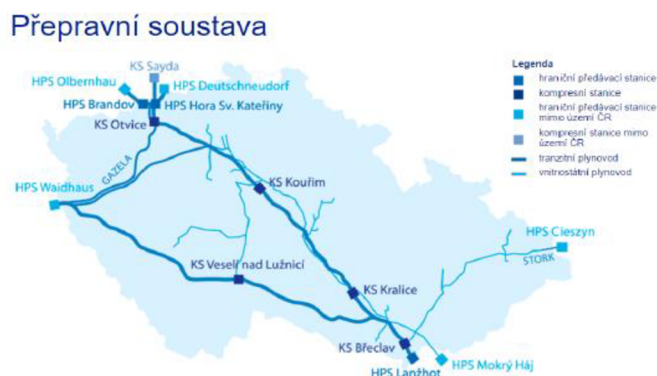 Přepravní soustava
KS Sayda
HPS Olbernhau
HPS Deutschneudorf
HPS Brandov
HPS Hora Sv. Kateřiny
KS Otvice
GAZELA
HPS Waidhaus
KS Kouřim
HPS Cieszyn
STORK
KS Veselí nad Lužnicí
KS Kralice
KS Břeclav
HPS Lanžhot
HPS Mokrý Háj
Legenda
hraniční předávací stanice
kompresní stanice
hraniční předávací stanice
mimo území ČR
kompresní stanice mimo
území ČR
tranzitní plynovod
vnitrostátní plynovod